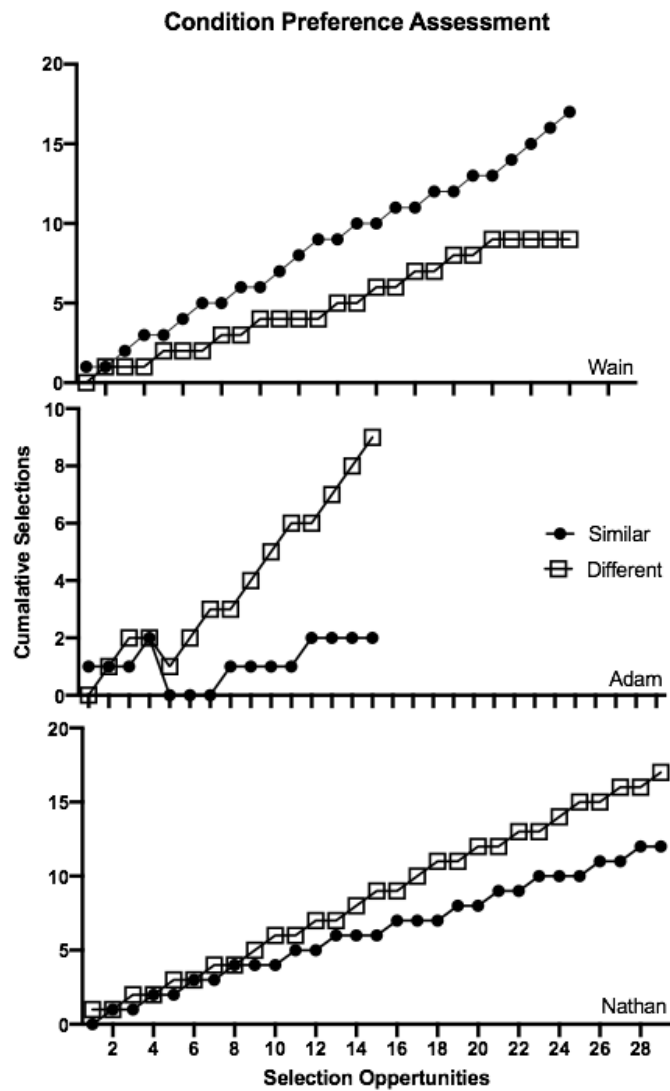 Condition Preference Assessment
20
15
10
5
0
Wain
10
8
6
4
2
0
Adam
Cumalative Selections
Similar
Different
20
15
10
5
0
Nathan
2 4 6 8 10 12 14 16 18 20 22 24 26 28
Selection Oppertunities